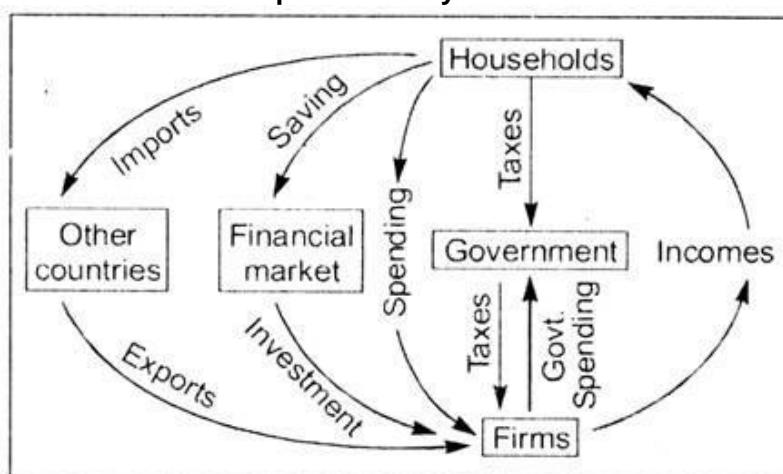 Households
Imports
Saving
Spending
Taxes
Other
countries
Financial
market
Government
Incomes
Exports
Investment
Taxes
Govt.
Spending
Firms